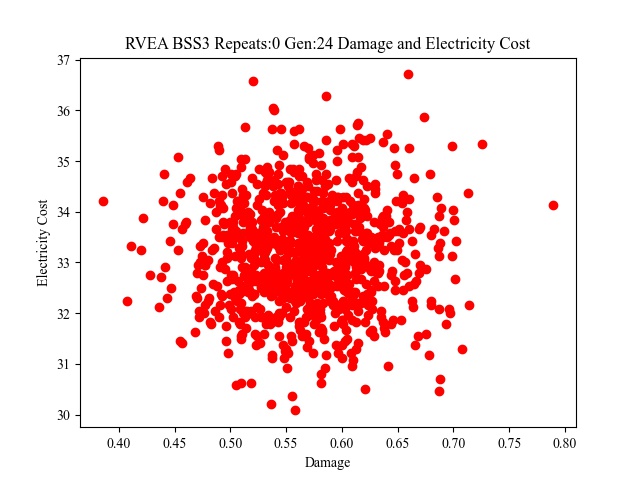 RVEA BSS3 Repeats:0 Gen:24 Damage and Electricity Cost
37
36
35
34
33
32
31
30
Electricity Cost
0.40 0.45 0.50 0.55 0.60 0.65 0.70 0.75 0.80
Damage